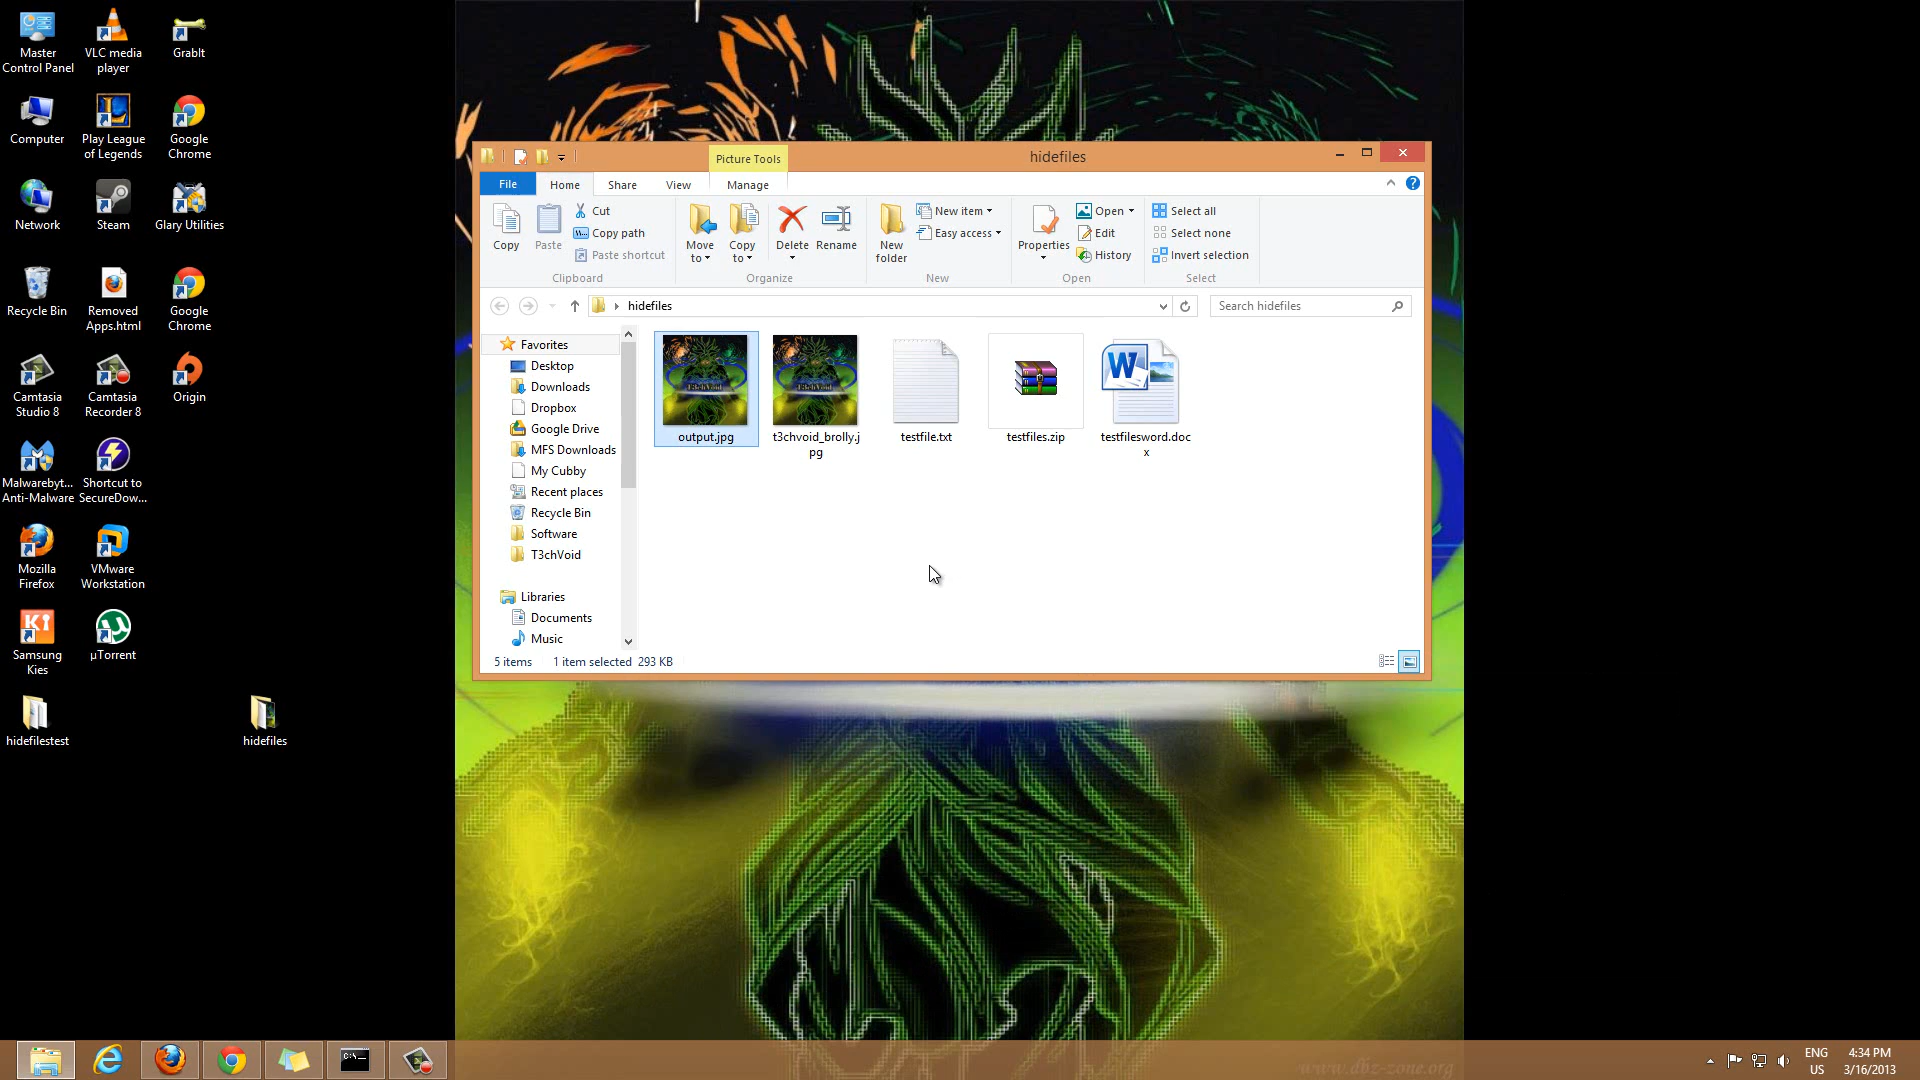 Master
Control Panel
VLC media
player
GrabIt
Computer
Play League
of Legends
Google
Chrome
Network
Steam
Glary Utilities
Recycle Bin
Removed
Apps.html
Google
Chrome
Camtasia
Studio 8
Camtasia
Recorder 8
Origin
Malwarebyt...
Anti-Malware
Shortcut to
SecureDow...
Mozilla
Firefox
VMware
Workstation
Samsung
Kies
µTorrent
hidefilestest
hidefiles
Picture Tools
hidefiles
File
Home
Share
View
Manage
Copy
Paste
Cut
Copy path
Paste shortcut
Clipboard
Move
to
Copy
to
Delete
Rename
Organize
New
folder
New item
Easy access
New
Properties
Open
Edit
History
Open
Select all
Select none
Invert selection
Select
hidefiles
Search hidefiles
Favorites
Desktop
Downloads
Dropbox
Google Drive
MFS Downloads
My Cubby
Recent places
Recycle Bin
Software
T3chVoid
Libraries
Documents
Music
output.jpg
t3chvoid_brolly.j
pg
testfile.txt
testfiles.zip
testfilesword.doc
x
5 items 1 item selected 293 KB
www.dbz-zone.org
ENG
US
4:34 PM
3/16/2013